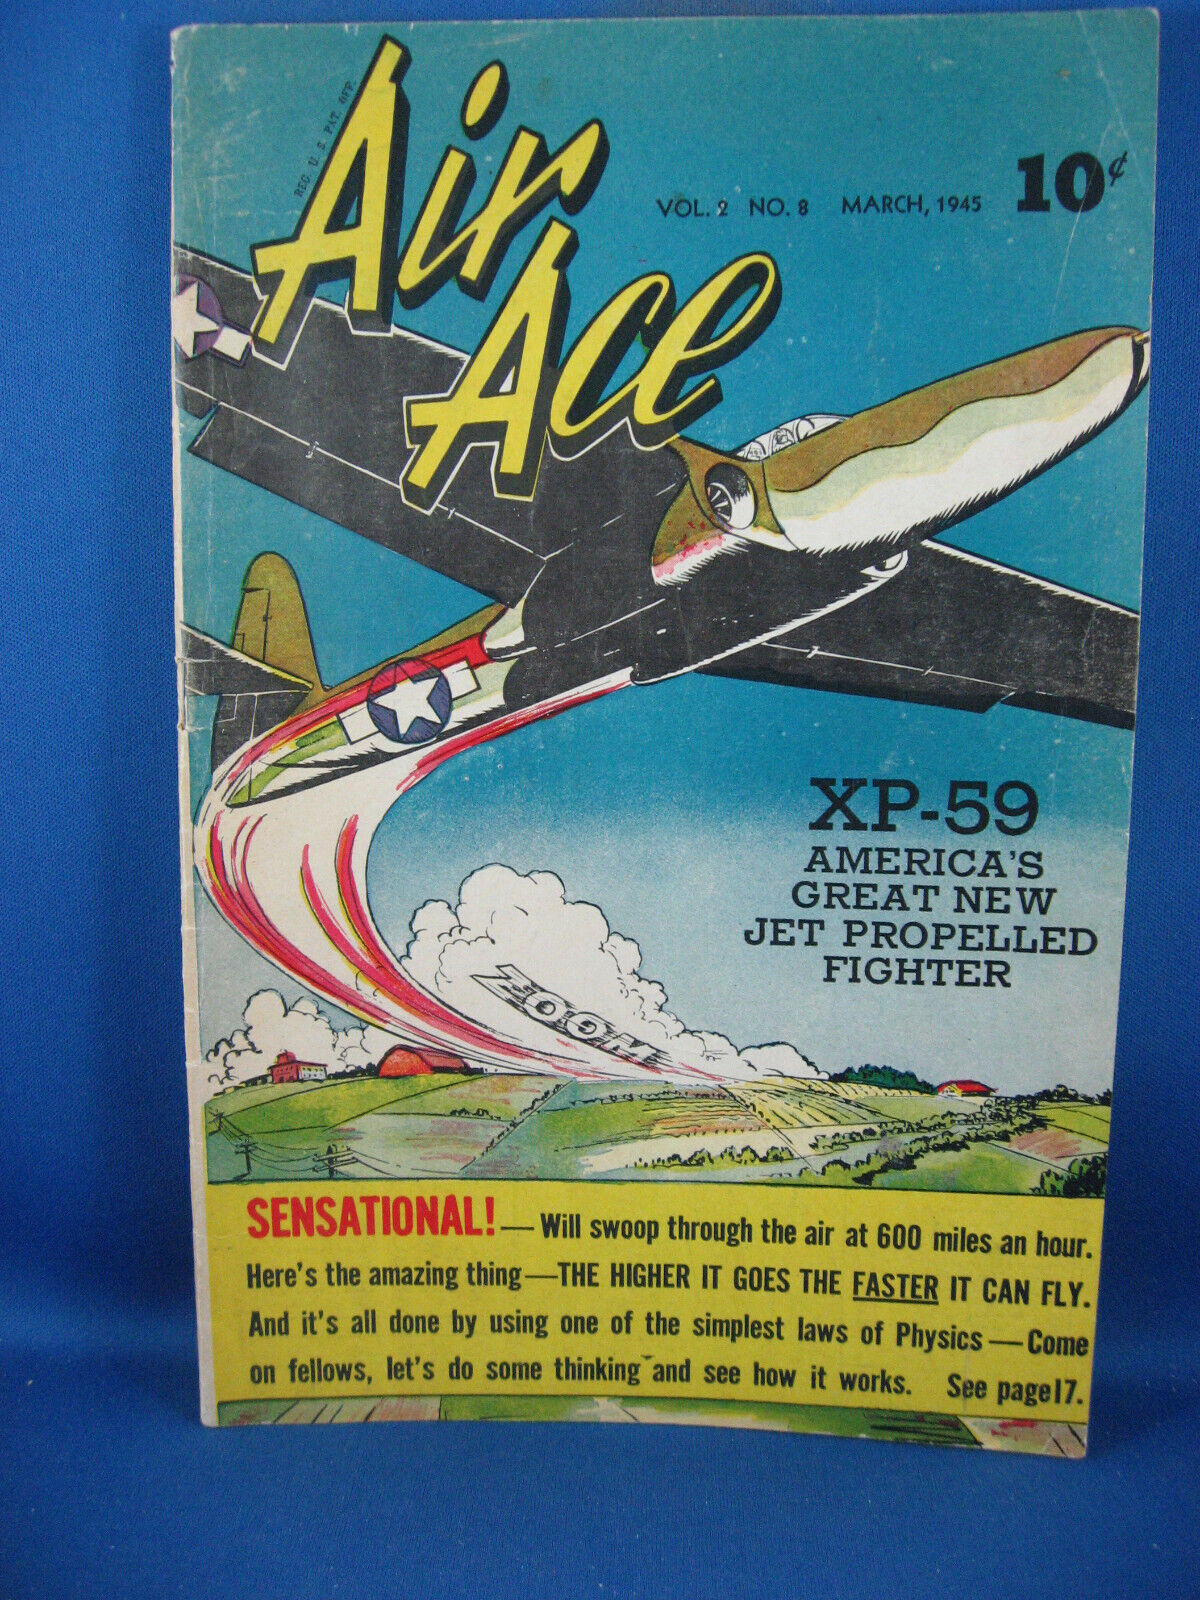 REG. U. S. PAT. OFF.
Air
Ace
VOL. 2 NO. 8 MARCH, 1945 10¢
XP-59
AMERICA'S
GREAT NEW
JET PROPELLED
FIGHTER
ZOOM
SENSATIONAL! — Will swoop through the air at 600 miles an hour.
Here's the amazing thing — THE HIGHER IT GOES THE FASTER IT CAN FLY.
And it's all done by using one of the simplest laws of Physics — Come
on fellows, let's do some thinking and see how it works. See page 17.